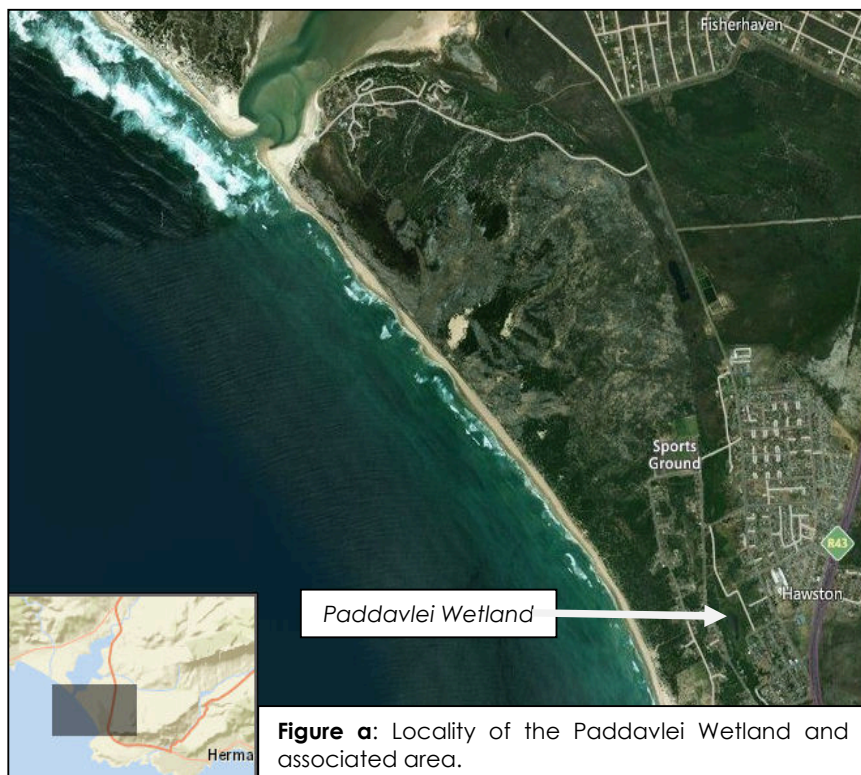 Fisherhaven
Sports
Ground
R43
Hawston
Paddavlei Wetland
Herma
Figure a: Locality of the Paddavlei Wetland and
associated area.